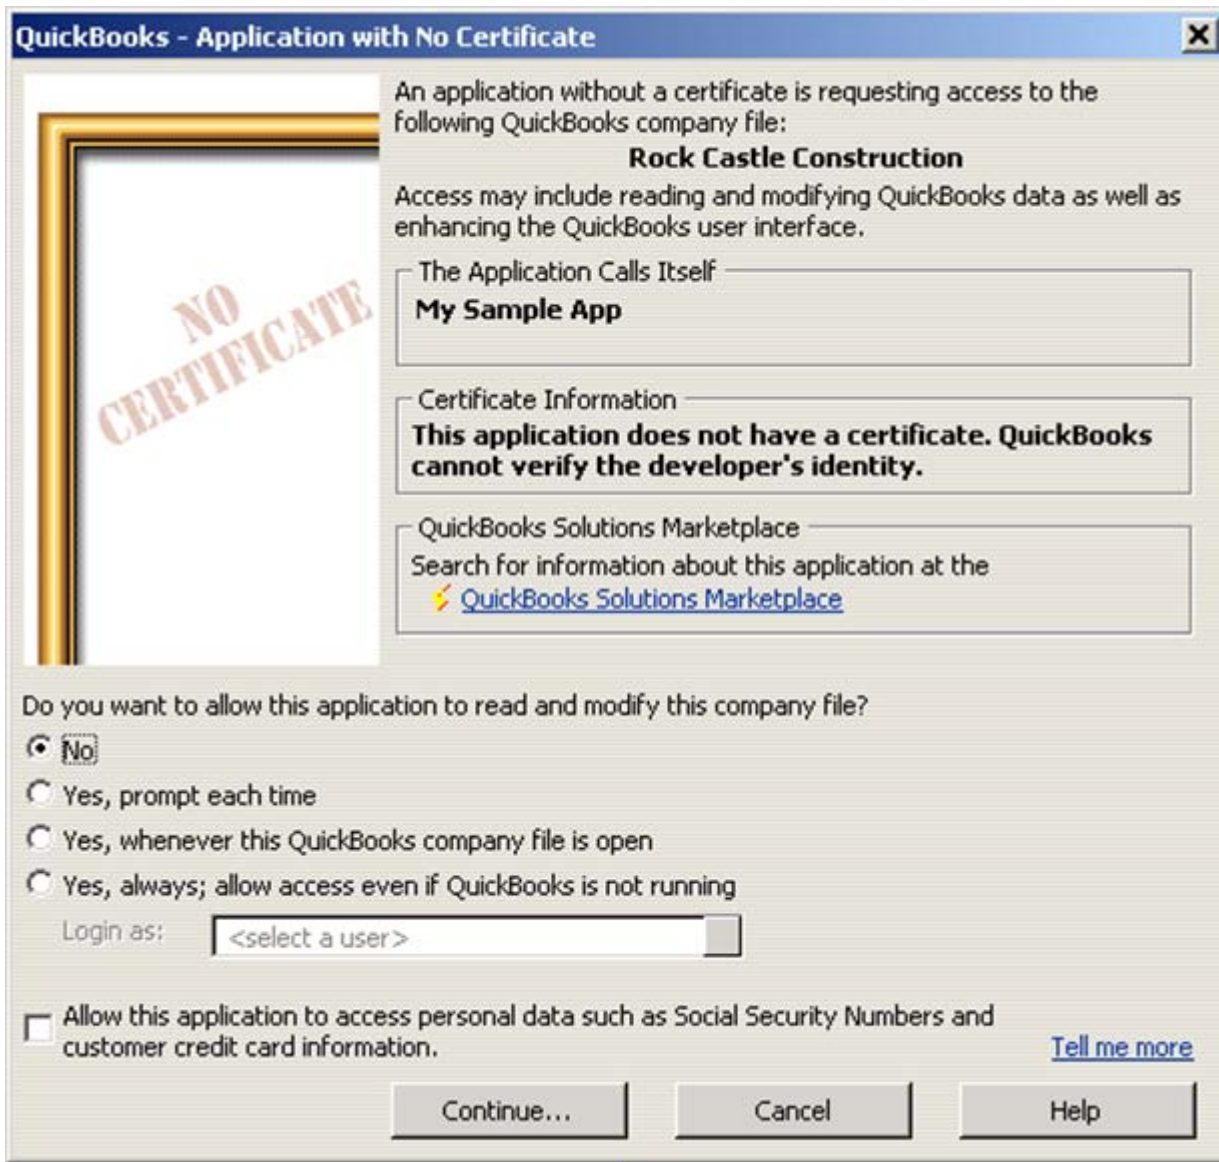 QuickBooks - Application with No Certificate
An application without a certificate is requesting access to the
following QuickBooks company file:
Rock Castle Construction
Access may include reading and modifying QuickBooks data as well as
enhancing the QuickBooks user interface.
NO
CERTIFICATE
The Application Calls Itself
My Sample App
Certificate Information
This application does not have a certificate. QuickBooks
cannot verify the developer's identity.
QuickBooks Solutions Marketplace
Search for information about this application at the
QuickBooks Solutions Marketplace
Do you want to allow this application to read and modify this company file?
No
Yes, prompt each time
Yes, whenever this QuickBooks company file is open
Yes, always; allow access even if QuickBooks is not running
Login as: <select a user>
Allow this application to access personal data such as Social Security Numbers and
customer credit card information.
Tell me more
Continue... Cancel Help